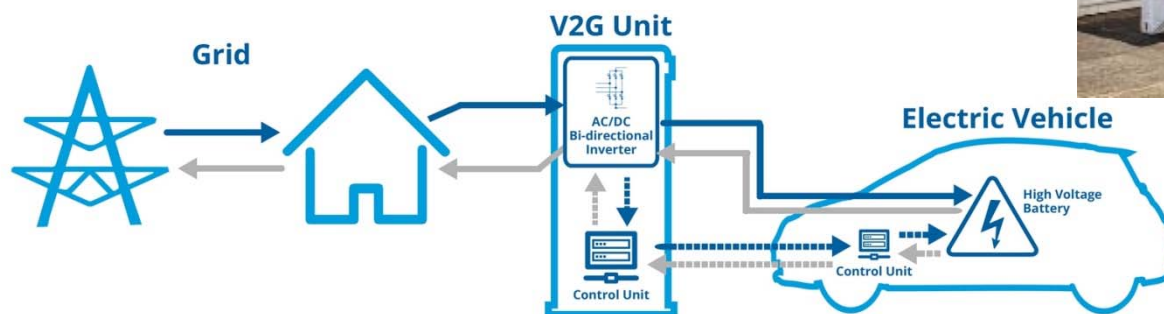 V2G Unit
Grid
AC/DC
Bi-directional
Inverter
Electric Vehicle
High Voltage
Battery
Control Unit
Control Unit